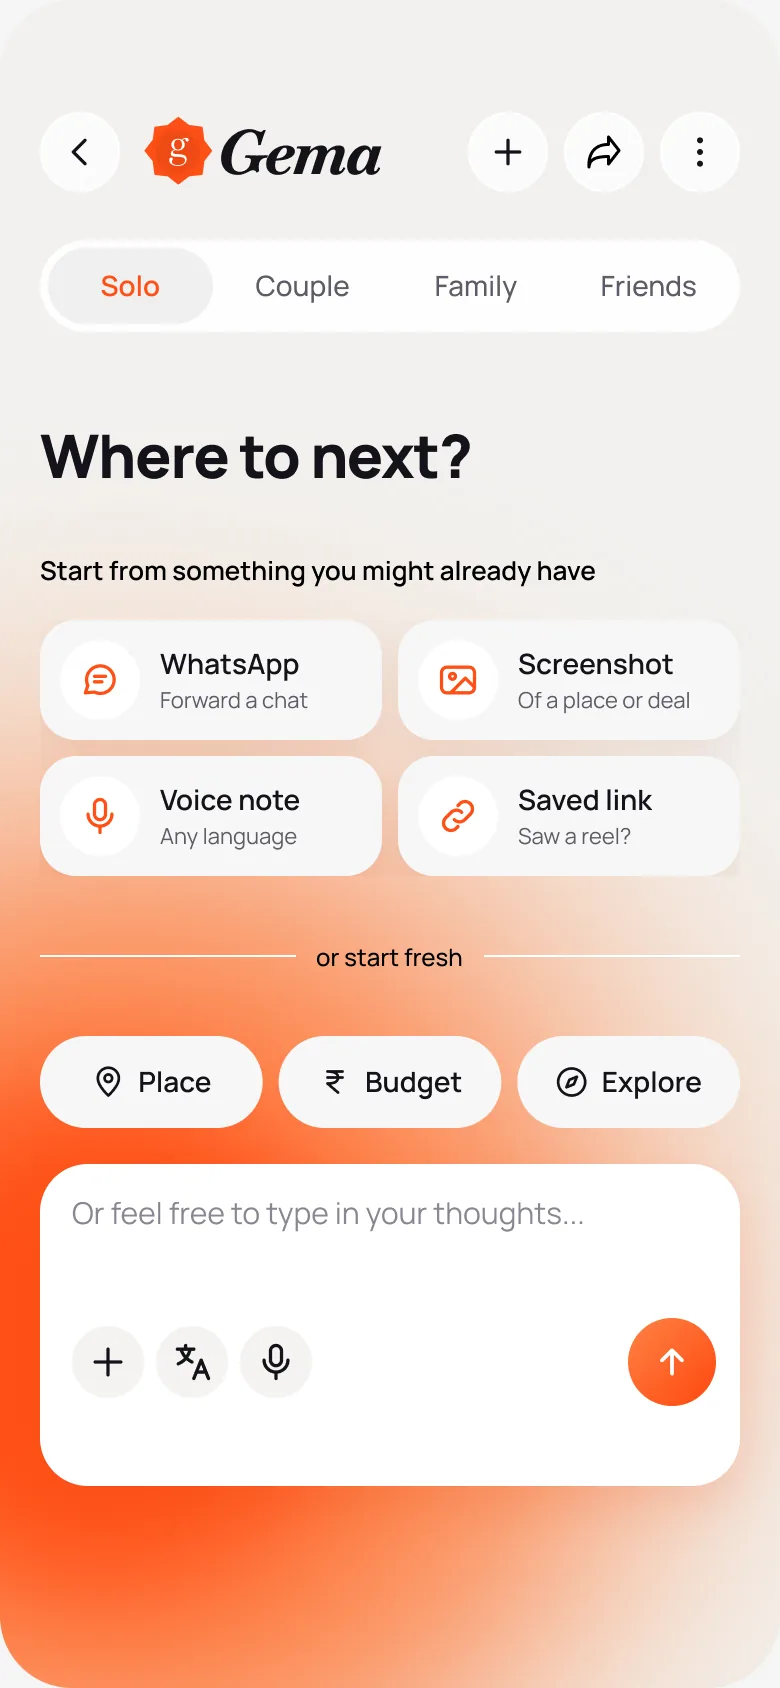 g Gema
Solo Couple Family Friends
Where to next?
Start from something you might already have
WhatsApp
Forward a chat
Screenshot
Of a place or deal
Voice note
Any language
Saved link
Saw a reel?
or start fresh
Place
₹ Budget
Explore
Or feel free to type in your thoughts...
文A